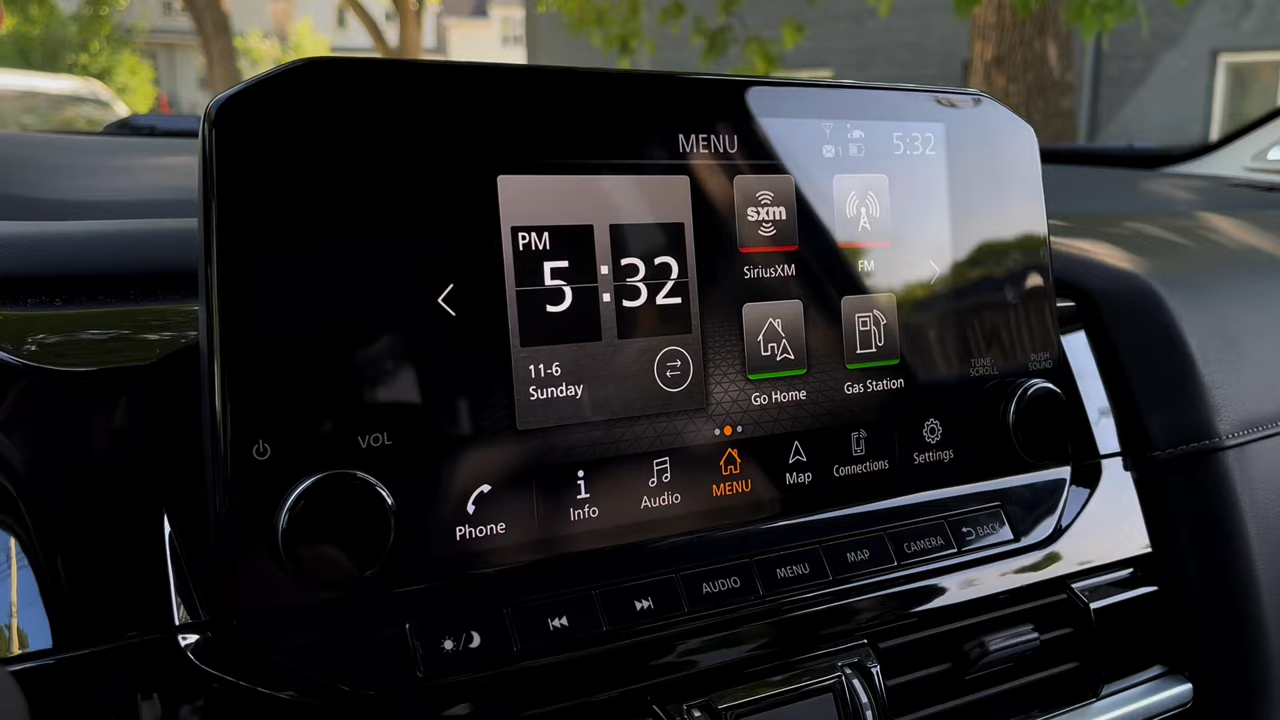 MENU
5:32
PM
5:32
11-6
Sunday
sxm
SiriusXM
FM
Go Home
Gas Station
TUNE-
SCROLL
PUSH
SOUND
VOL
Phone
Info
Audio
MENU
Map
Connections
Settings
AUDIO
MENU
MAP
CAMERA
BACK